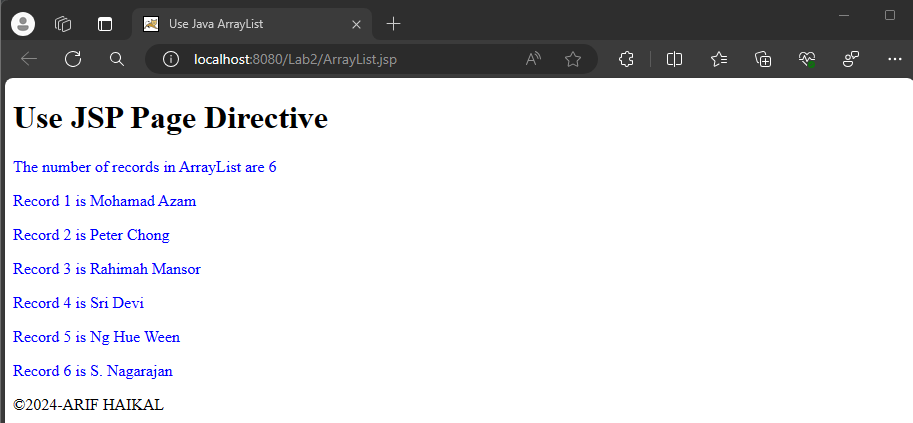 Use Java ArrayList
localhost:8080/Lab2/ArrayList.jsp
Use JSP Page Directive
The number of records in ArrayList are 6
Record 1 is Mohamad Azam
Record 2 is Peter Chong
Record 3 is Rahimah Mansor
Record 4 is Sri Devi
Record 5 is Ng Hue Ween
Record 6 is S. Nagarajan
©2024-ARIF HAIKAL